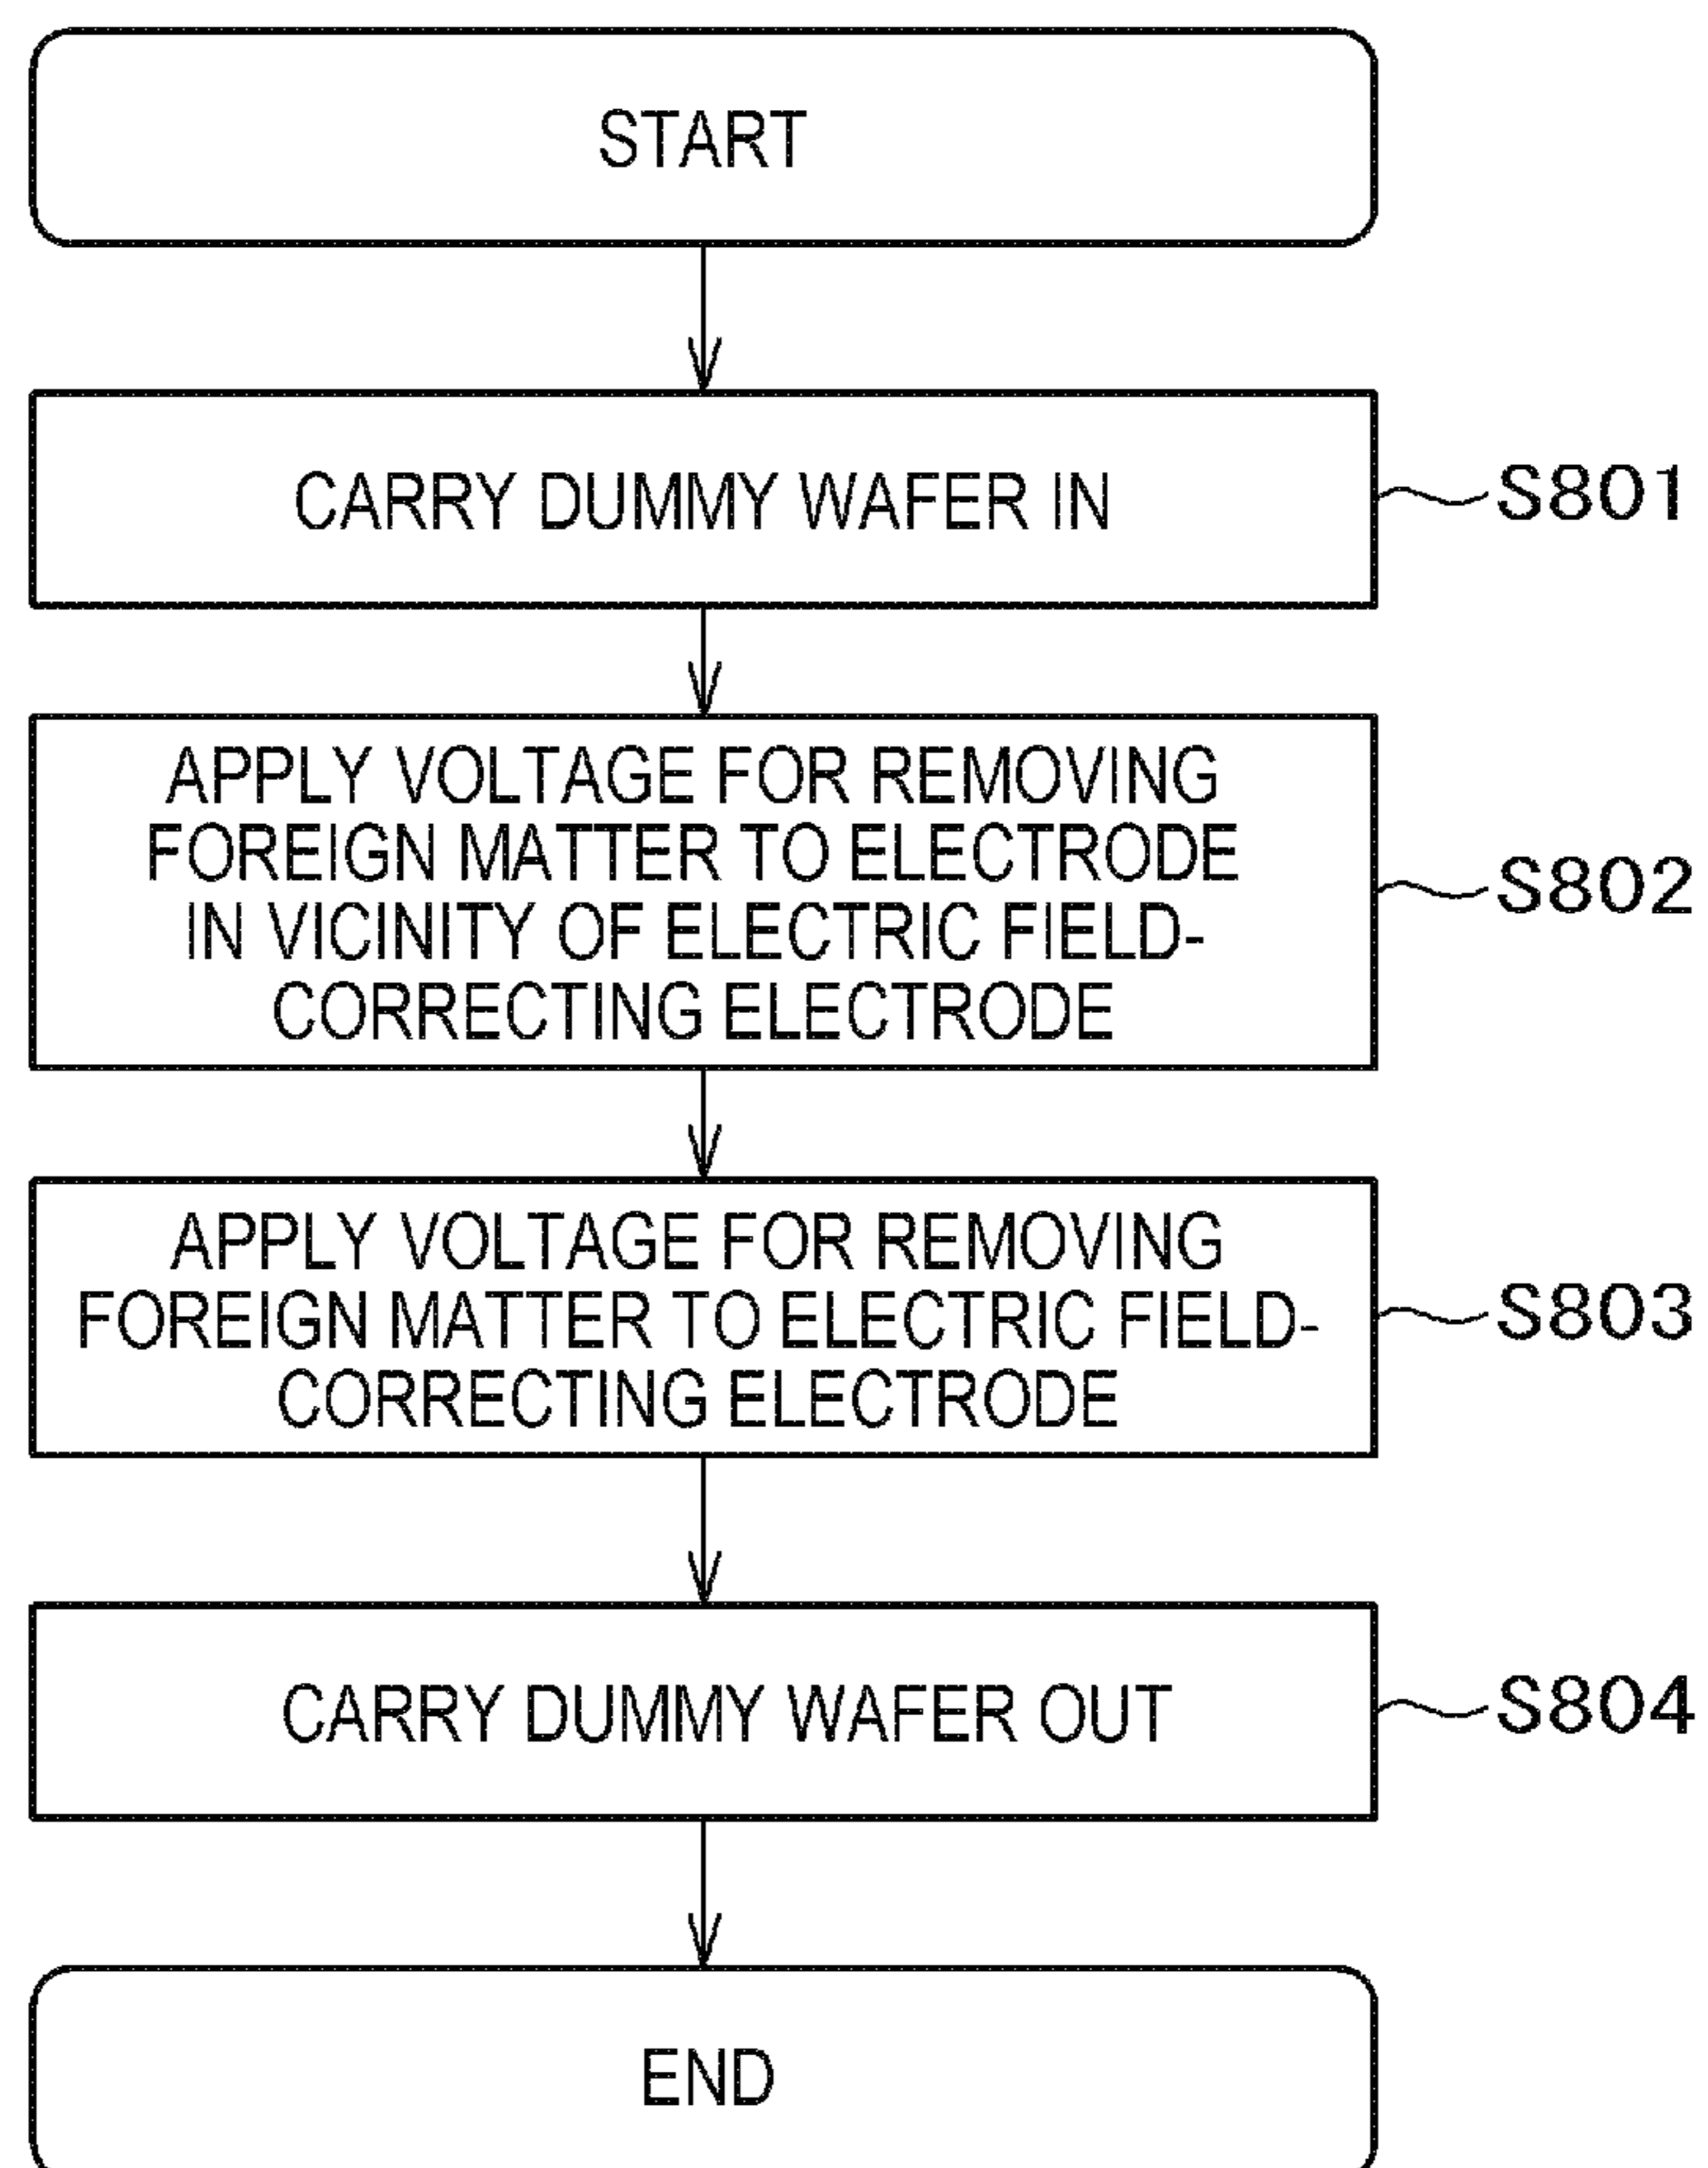 START
CARRY DUMMY WAFER IN
S801
APPLY VOLTAGE FOR REMOVING
FOREIGN MATTER TO ELECTRODE
IN VICINITY OF ELECTRIC FIELD-
CORRECTING ELECTRODE
S802
APPLY VOLTAGE FOR REMOVING
FOREIGN MATTER TO ELECTRIC FIELD-
CORRECTING ELECTRODE
S803
CARRY DUMMY WAFER OUT
S804
END